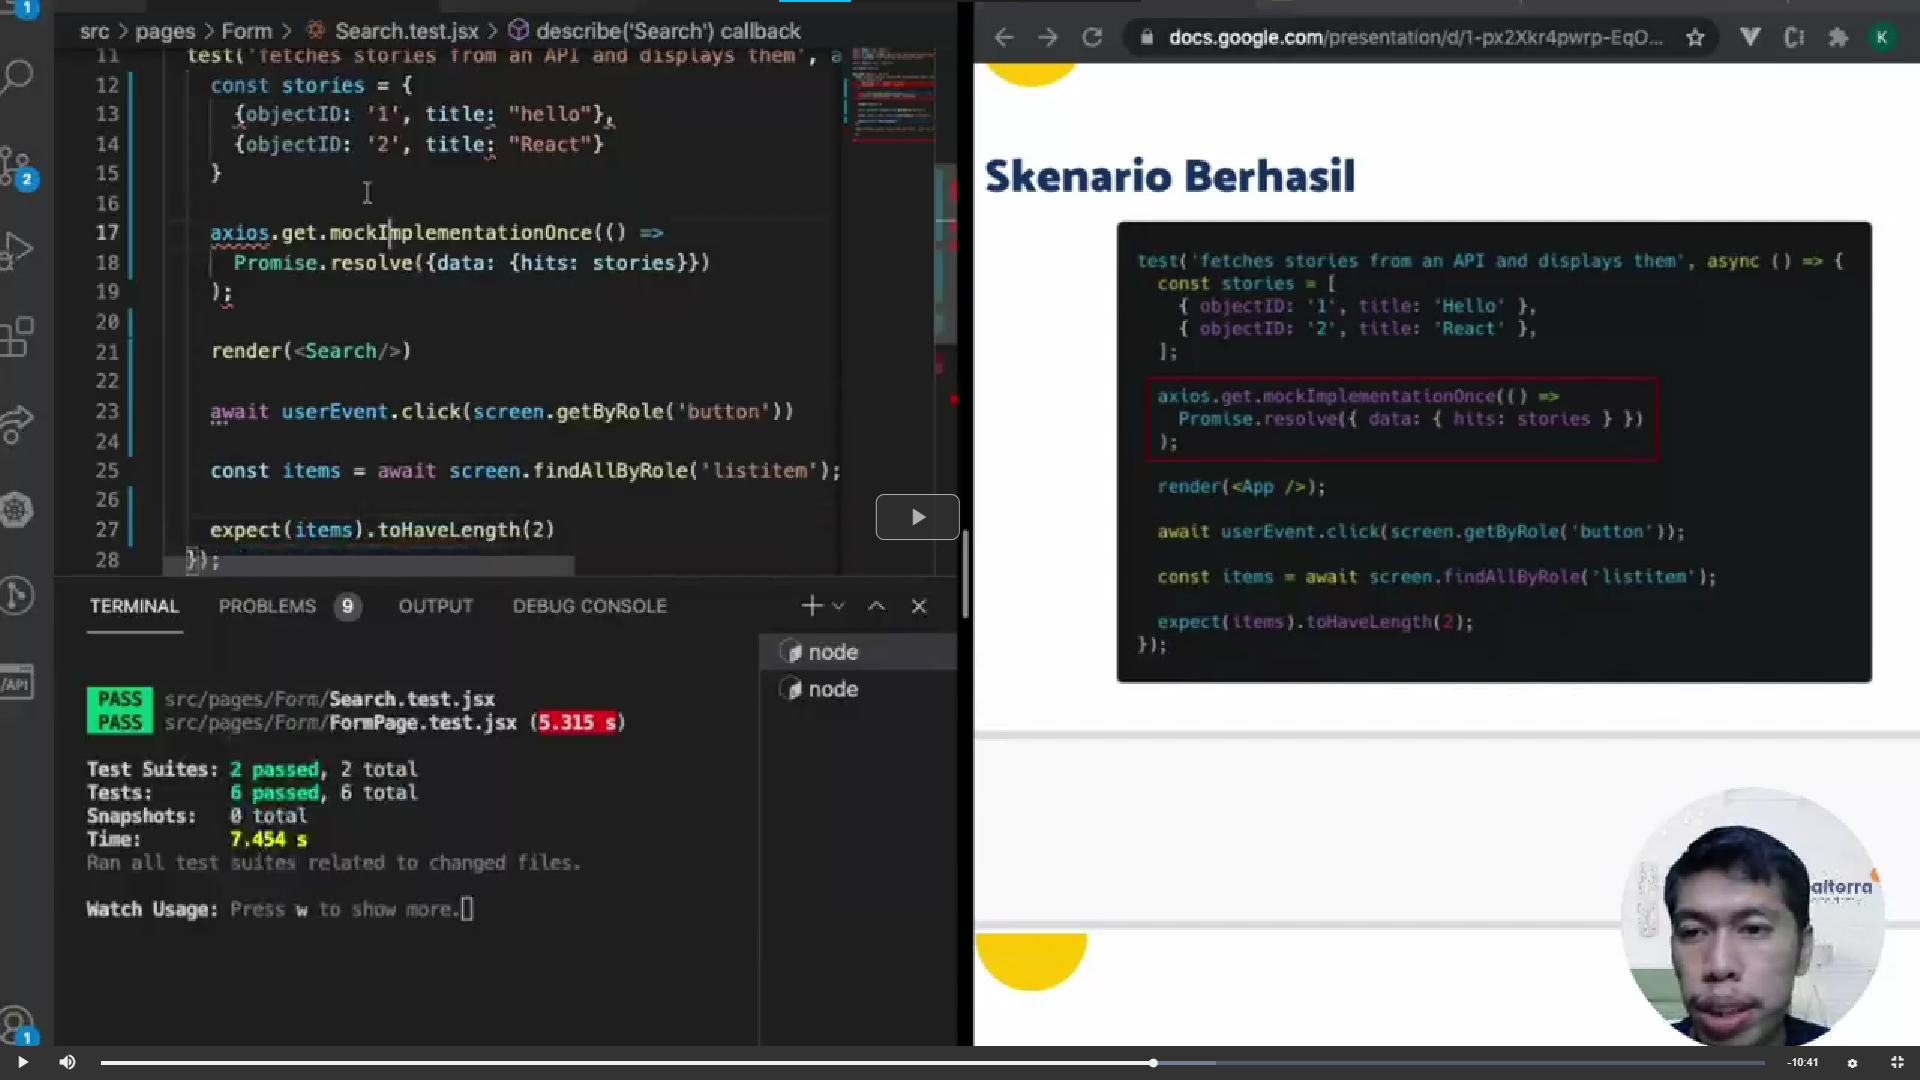 1
src > pages > Form > Search.test.jsx > describe('Search') callback
11 test('fetches stories from an API and displays them', a
12 const stories = {
13 {objectID: '1', title: "hello"},
14 {objectID: '2', title: "React"}
15 }
16
17 axios.get.mockImplementationOnce(() =>
18 Promise.resolve({data: {hits: stories}})
19 );
20
21 render(<Search/>)
22
23 await userEvent.click(screen.getByRole('button'))
24
25 const items = await screen.findAllByRole('listitem');
26
27 expect(items).toHaveLength(2)
28 });
2
/API
1
TERMINAL PROBLEMS 9 OUTPUT DEBUG CONSOLE
node
node
PASS src/pages/Form/Search.test.jsx
PASS src/pages/Form/FormPage.test.jsx (5.315 s)
Test Suites: 2 passed, 2 total
Tests: 6 passed, 6 total
Snapshots: 0 total
Time: 7.454 s
Ran all test suites related to changed files.
Watch Usage: Press w to show more.
docs.google.com/presentation/d/1-px2Xkr4pwrp-EqO...
K
Skenario Berhasil
test('fetches stories from an API and displays them', async () => {
const stories = [
{ objectID: '1', title: 'Hello' },
{ objectID: '2', title: 'React' },
];
axios.get.mockImplementationOnce(() =>
Promise.resolve({ data: { hits: stories } })
);
render(<App />);
await userEvent.click(screen.getByRole('button'));
const items = await screen.findAllByRole('listitem');
expect(items).toHaveLength(2);
});
alterra
-10:41